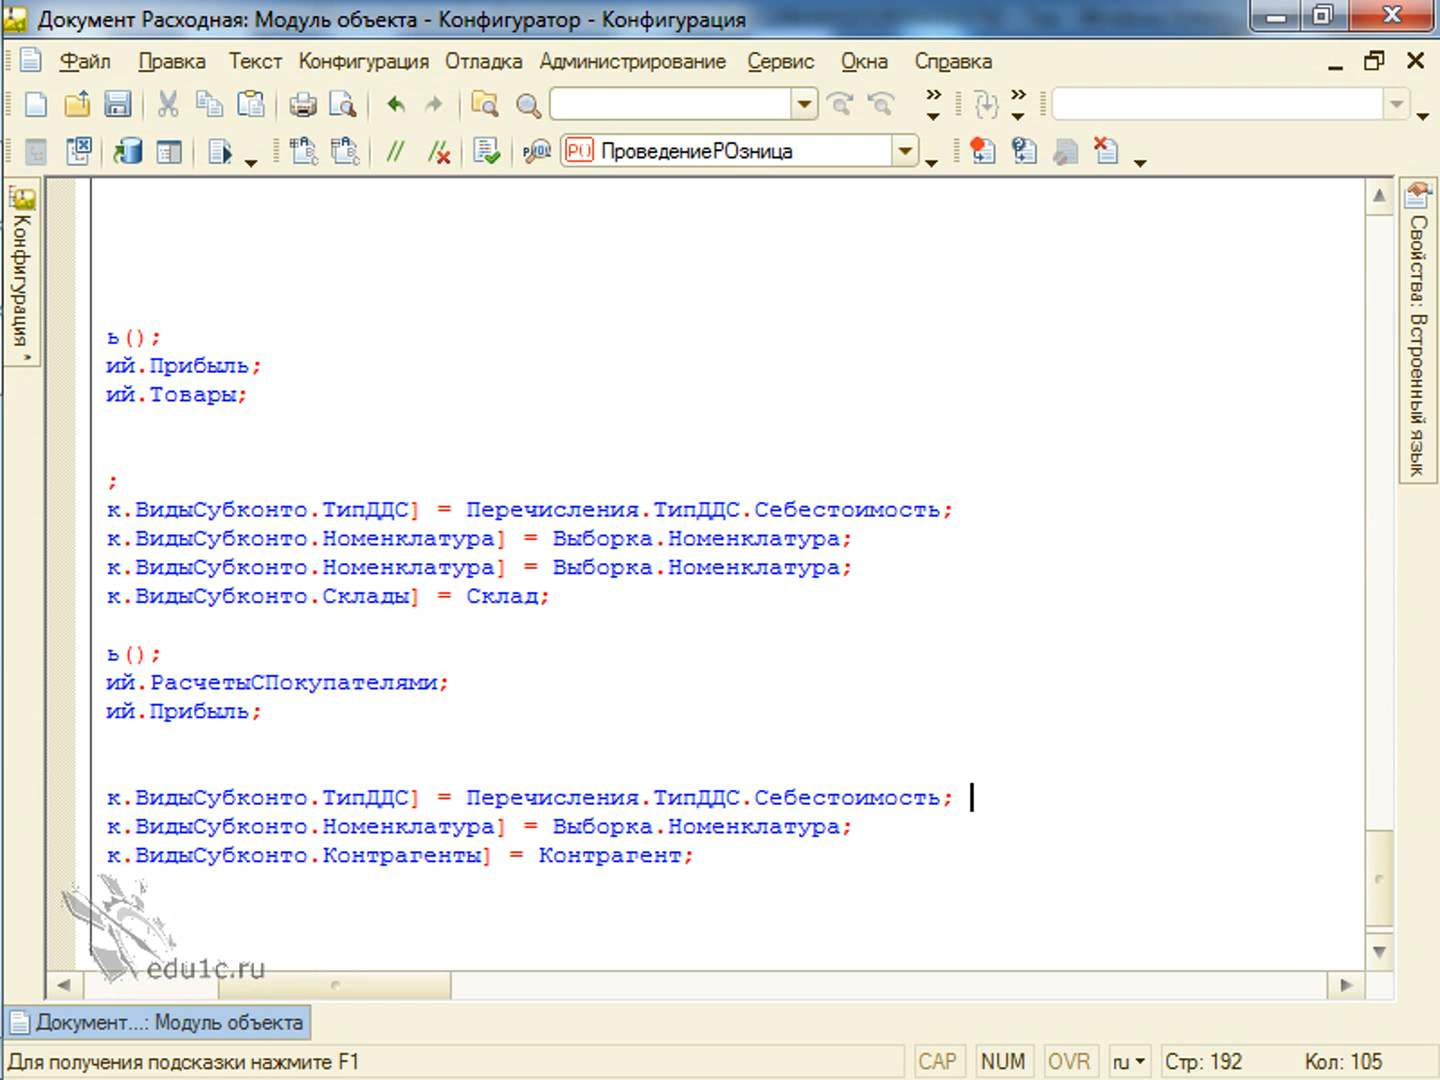 Документ Расходная: Модуль объекта - Конфигуратор - Конфигурация
Файл Правка Текст Конфигурация Отладка Администрирование Сервис Окна Справка
P() ПроведениеРОзница
Конфигурация *
Свойства: Встроенный язык
ь();
ий.Прибыль;
ий.Товары;
;
к.ВидыСубконто.ТипДДС] = Перечисления.ТипДДС.Себестоимость;
к.ВидыСубконто.Номенклатура] = Выборка.Номенклатура;
к.ВидыСубконто.Номенклатура] = Выборка.Номенклатура;
к.ВидыСубконто.Склады] = Склад;
ь();
ий.РасчетыСПокупателями;
ий.Прибыль;
к.ВидыСубконто.ТипДДС] = Перечисления.ТипДДС.Себестоимость;
к.ВидыСубконто.Номенклатура] = Выборка.Номенклатура;
к.ВидыСубконто.Контрагенты] = Контрагент;
edu1c.ru
Документ...: Модуль объекта
Для получения подсказки нажмите F1 CAP NUM OVR ru Стр: 192 Кол: 105